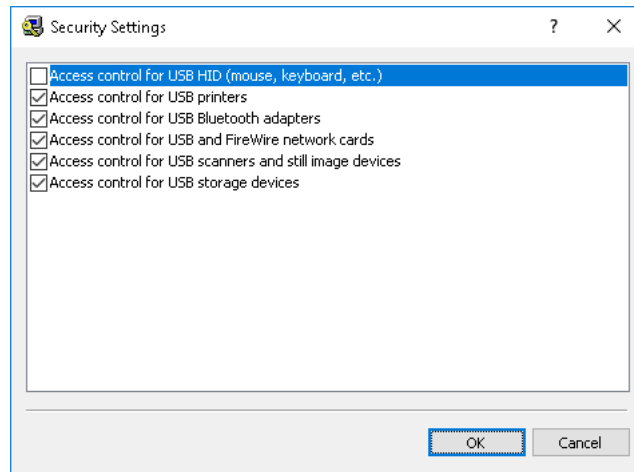 Security Settings
Access control for USB HID (mouse, keyboard, etc.)
Access control for USB printers
Access control for USB Bluetooth adapters
Access control for USB and FireWire network cards
Access control for USB scanners and still image devices
Access control for USB storage devices
OK Cancel